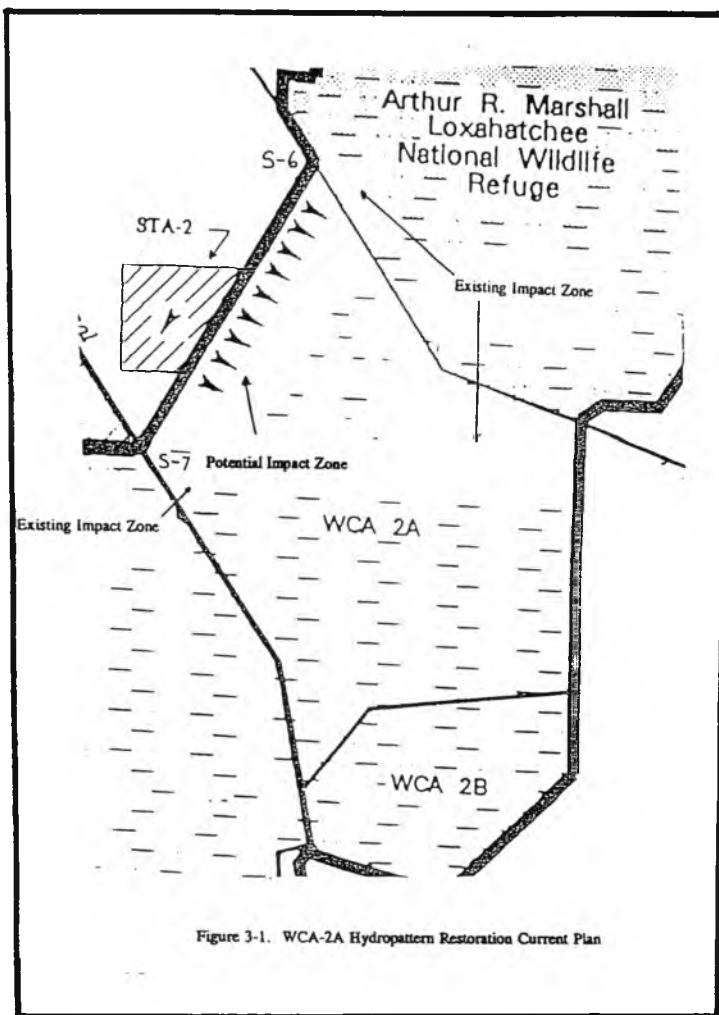 Arthur R. Marshall
Loxahatchee
National Wildlife
Refuge
S-6
STA-2
Existing Impact Zone
S-7 Potential Impact Zone
Existing Impact Zone
WCA 2A
WCA 2B
Figure 3-1. WCA-2A Hydropattern Restoration Current Plan